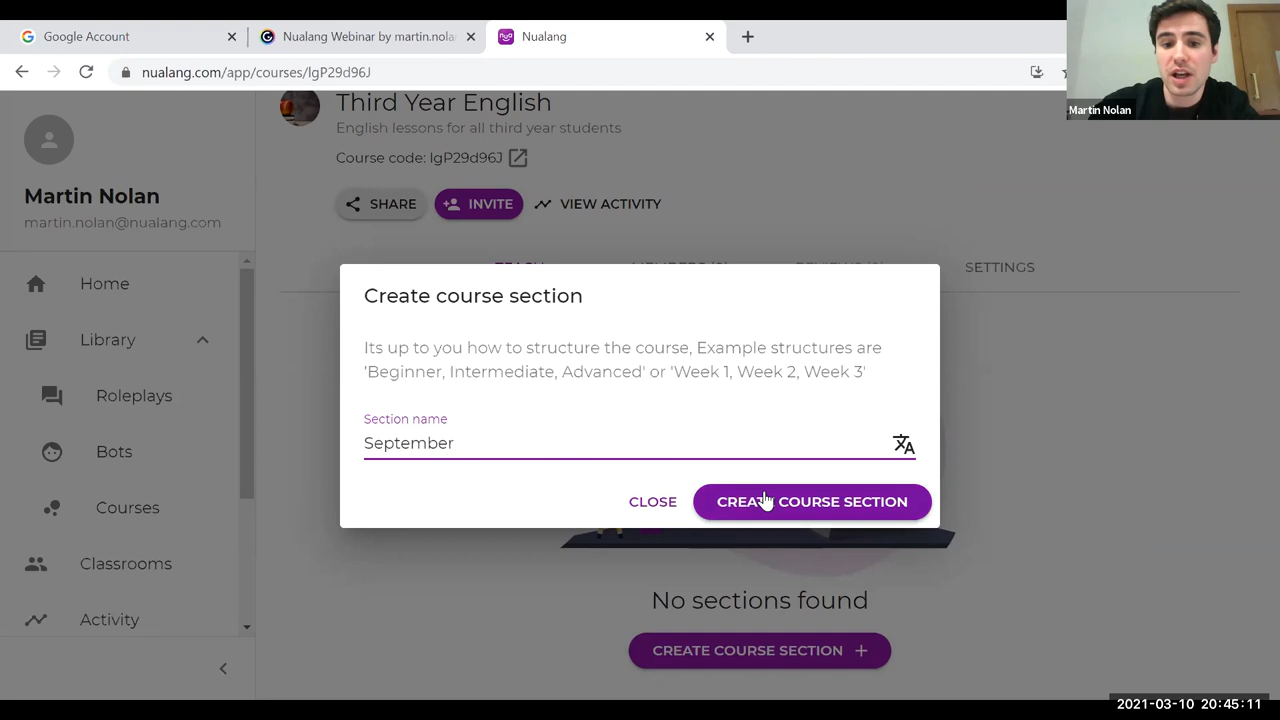 Google Account
Nualang Webinar by martin.nola
Nualang
nualang.com/app/courses/lgP29d96J
Martin Nolan
Third Year English
English lessons for all third year students
Course code: lgP29d96J
SHARE
INVITE
VIEW ACTIVITY
Martin Nolan
martin.nolan@nualang.com
SETTINGS
Home
Library
Roleplays
Bots
Courses
Classrooms
Activity
Create course section
Its up to you how to structure the course, Example structures are
'Beginner, Intermediate, Advanced' or 'Week 1, Week 2, Week 3'
Section name
September
CLOSE
CREATE COURSE SECTION
No sections found
CREATE COURSE SECTION +
2021-03-10 20:45:11